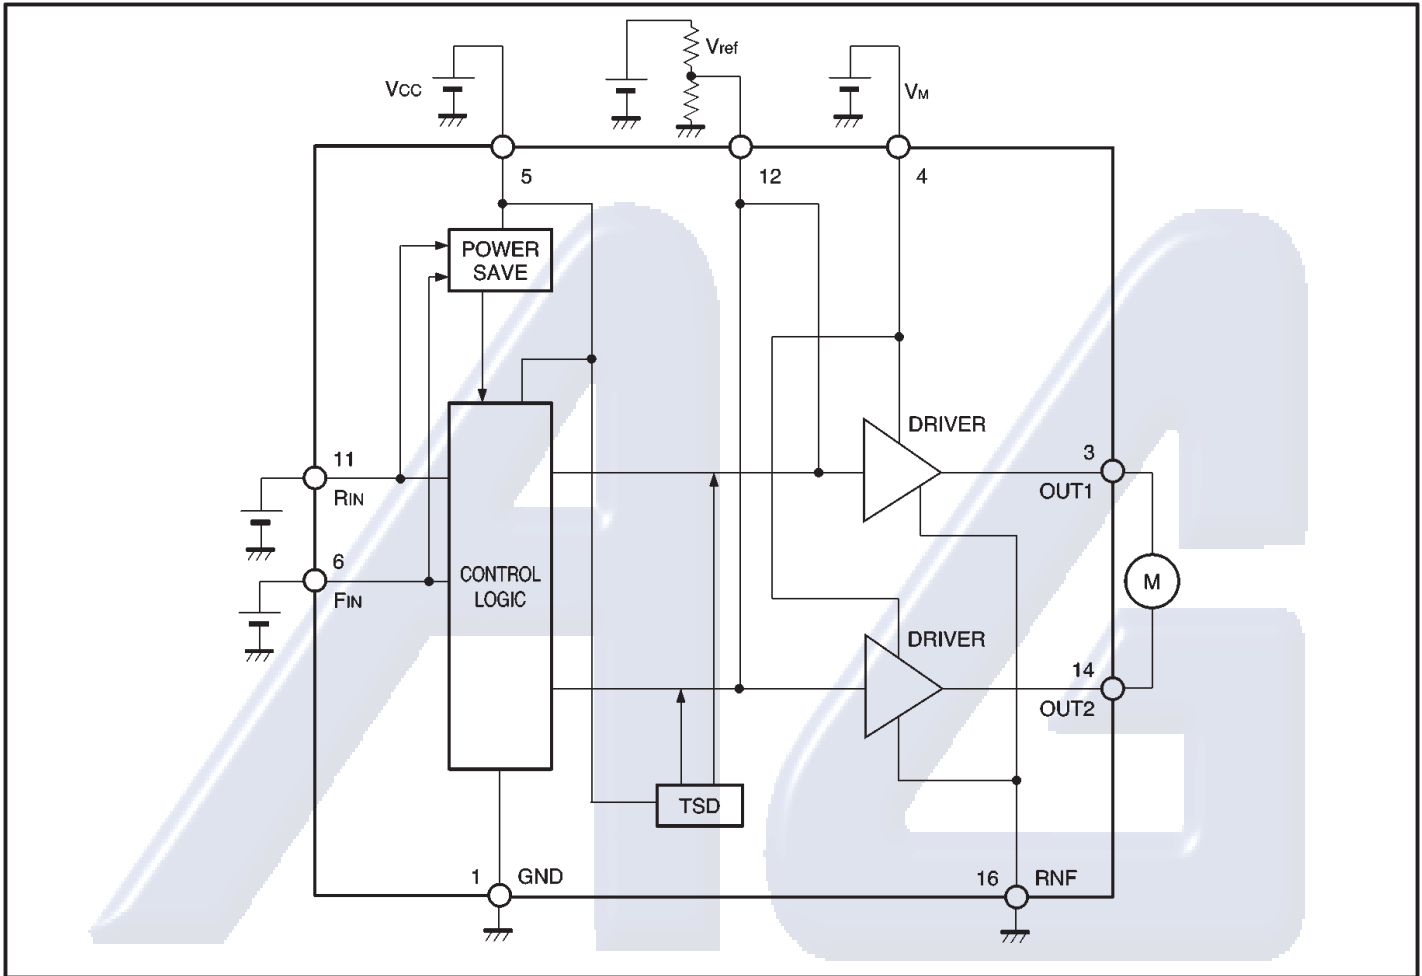 Vref
VCC
VM
5
12
4
POWER
SAVE
DRIVER
11
RIN
3
OUT1
6
FIN
CONTROL
LOGIC
M
DRIVER
14
OUT2
TSD
1
GND
16
RNF
AG